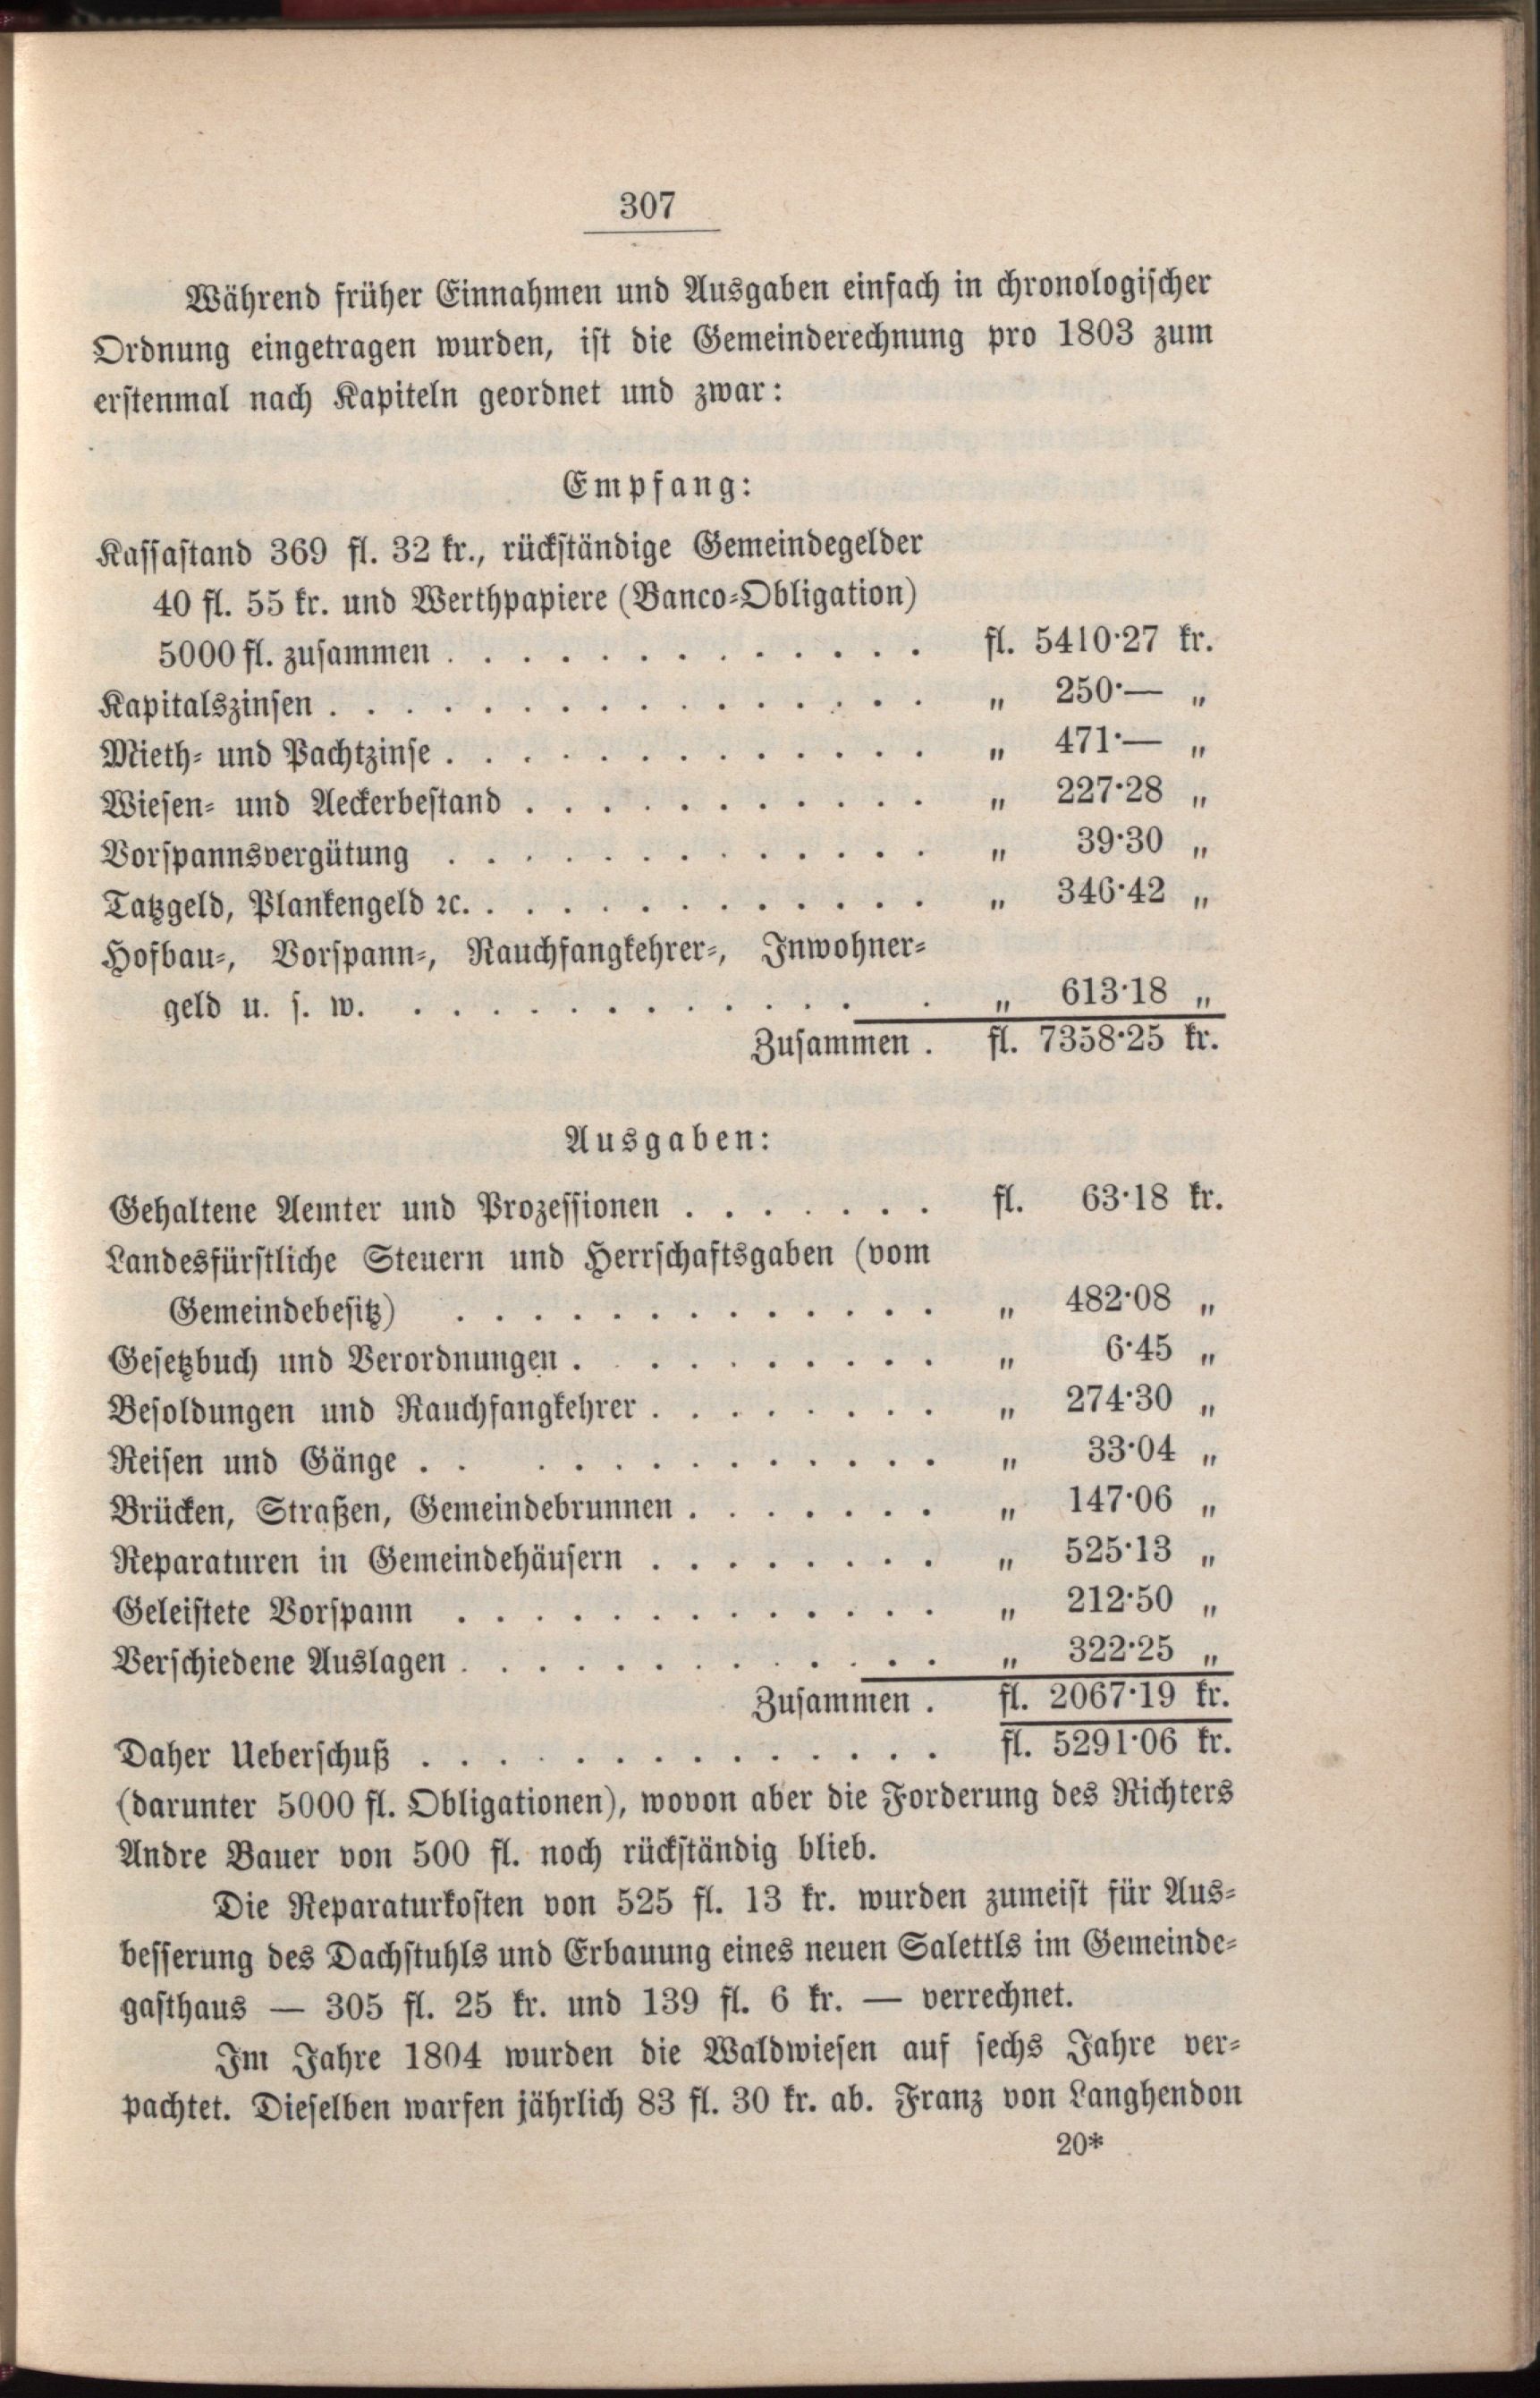 307
Während früher Einnahmen und Ausgaben einfach in chronologischer
Ordnung eingetragen wurden, ist die Gemeinderechnung pro 1803 zum
erstenmal nach Kapiteln geordnet und zwar:
Empfang:
Kassastand 369 fl. 32 kr., rückständige Gemeindegelder
40 fl. 55 kr. und Werthpapiere (Banco-Obligation)
5000 fl. zusammen . . . . . . . . . . . . . fl. 5410·27 kr.
Kapitalszinsen . . . . . . . . . . . . . . . . „ 250·— „
Mieth- und Pachtzinse . . . . . . . . . . . . . „ 471·— „
Wiesen- und Aeckerbestand . . . . . . . . . . . „ 227·28 „
Vorspannsvergütung . . . . . . . . . . . . . „ 39·30 „
Tatzgeld, Plankengeld ꝛc. . . . . . . . . . . . . „ 346·42 „
Hofbau-, Vorspann-, Rauchfangkehrer-, Inwohner-
geld u. s. w. . . . . . . . . . . . . . . „ 613·18 „
Zusammen . fl. 7358·25 kr.
Ausgaben:
Gehaltene Aemter und Prozessionen . . . . . . . fl. 63·18 kr.
Landesfürstliche Steuern und Herrschaftsgaben (vom
Gemeindebesitz) . . . . . . . . . . . . . „ 482·08 „
Gesetzbuch und Verordnungen . . . . . . . . . . „ 6·45 „
Besoldungen und Rauchfangkehrer . . . . . . . . „ 274·30 „
Reisen und Gänge . . . . . . . . . . . . . „ 33·04 „
Brücken, Straßen, Gemeindebrunnen . . . . . . . „ 147·06 „
Reparaturen in Gemeindehäusern . . . . . . . . „ 525·13 „
Geleistete Vorspann . . . . . . . . . . . . . „ 212·50 „
Verschiedene Auslagen . . . . . . . . . . . . . „ 322·25 „
Zusammen . fl. 2067·19 kr.
Daher Ueberschuß . . . . . . . . . . . . . . fl. 5291·06 kr.
(darunter 5000 fl. Obligationen), wovon aber die Forderung des Richters
Andre Bauer von 500 fl. noch rückständig blieb.
Die Reparaturkosten von 525 fl. 13 kr. wurden zumeist für Aus-
besserung des Dachstuhls und Erbauung eines neuen Salettls im Gemeinde-
gasthaus — 305 fl. 25 kr. und 139 fl. 6 kr. — verrechnet.
Im Jahre 1804 wurden die Waldwiesen auf sechs Jahre ver-
pachtet. Dieselben warfen jährlich 83 fl. 30 kr. ab. Franz von Langhendon
20*